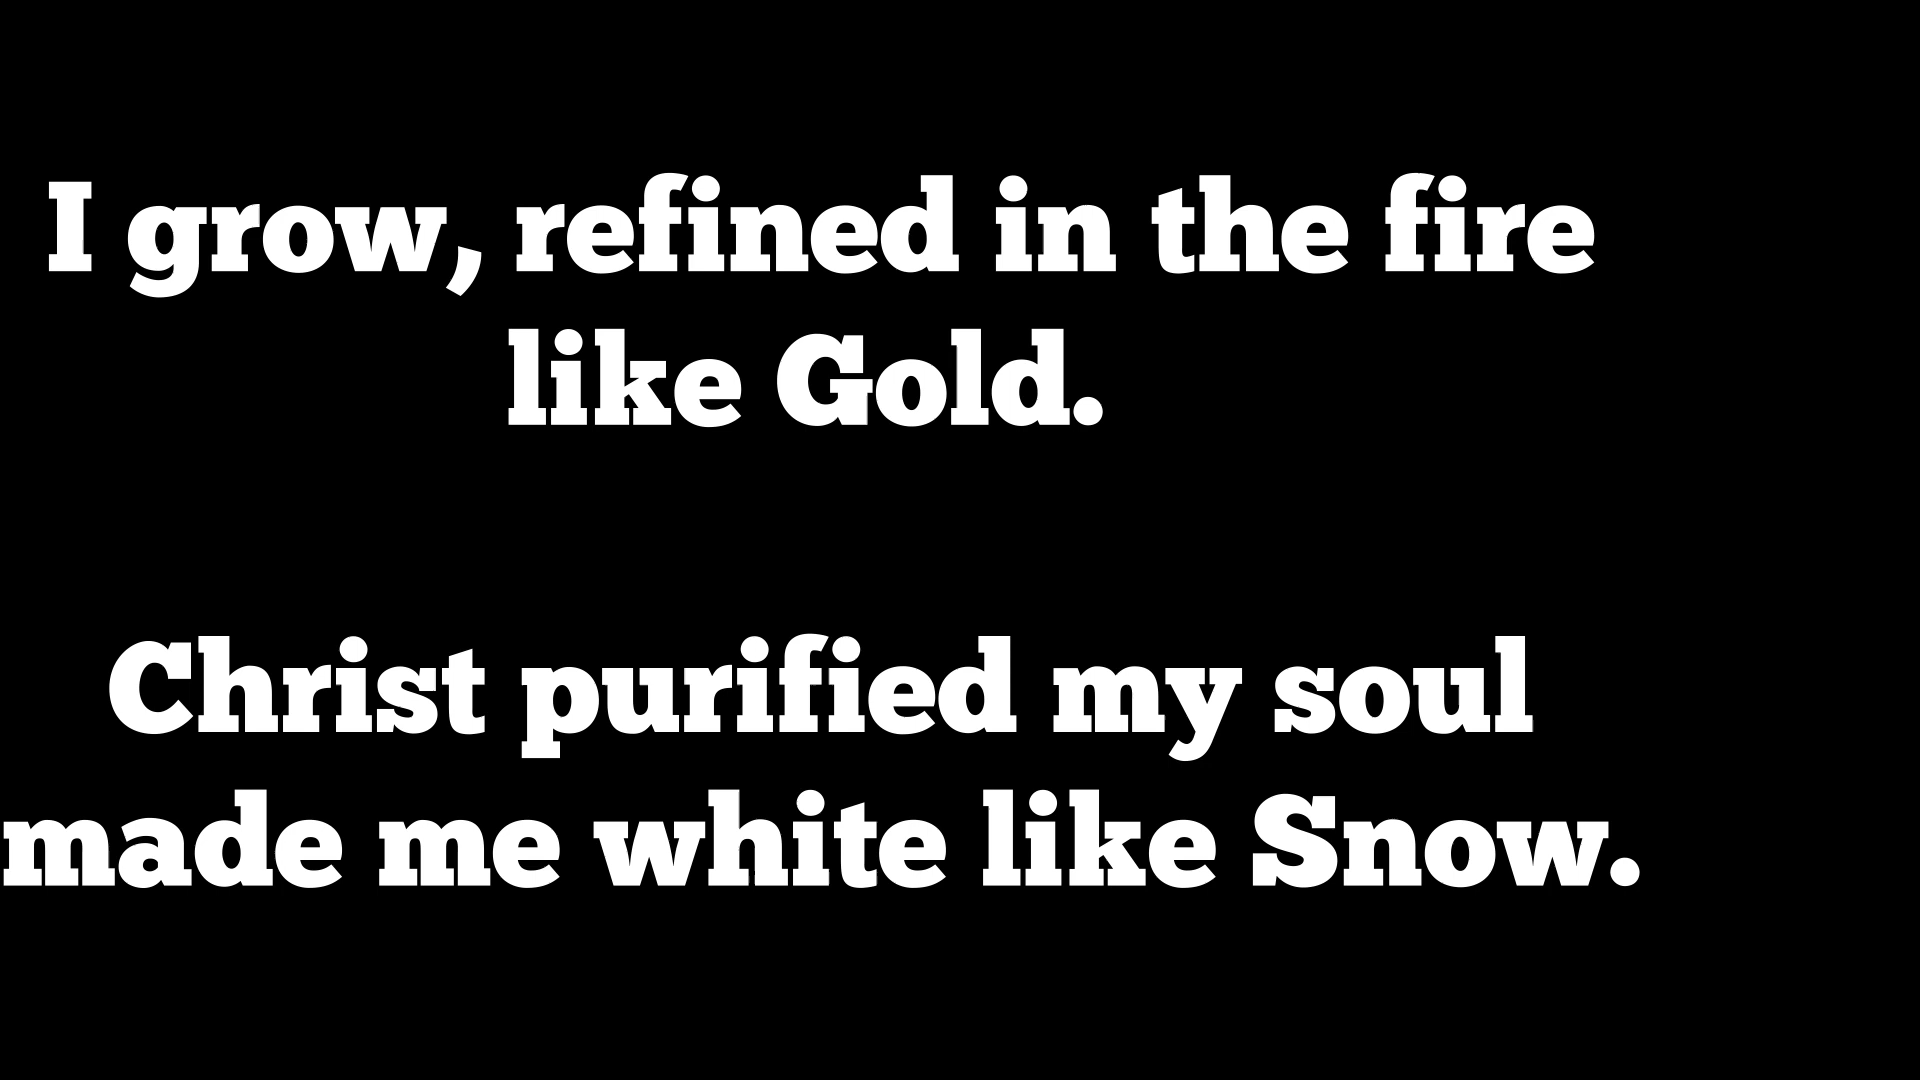 I grow, refined in the fire
like Gold.
Christ purified my soul
made me white like Snow.